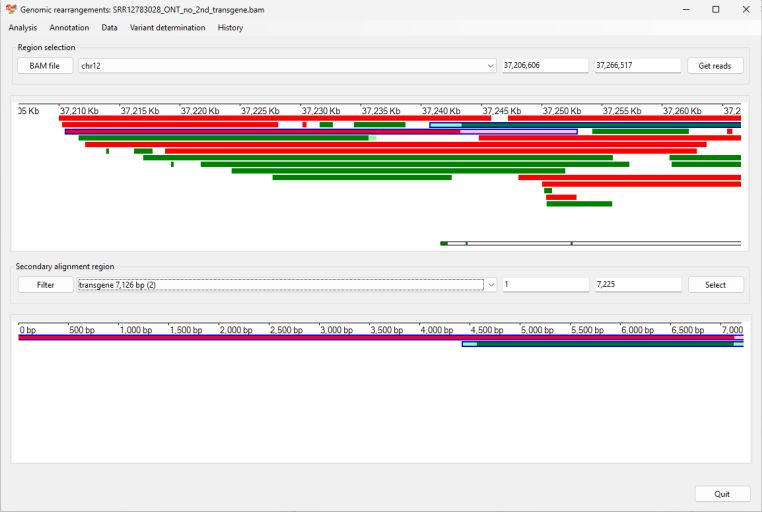 Genomic rearrangements: SRR12783028_ONT_no_2nd_transgene.bam
Analysis Annotation Data Variant determination History
Region selection
BAM file chr12 37,206,606 37,266,517 Get reads
05 Kb 37,210 Kb 37,215 Kb 37,220 Kb 37,225 Kb 37,230 Kb 37,235 Kb 37,240 Kb 37,245 Kb 37,250 Kb 37,255 Kb 37,260 Kb 37,2
Secondary alignment region
Filter transgene 7,126 bp (2) 1 7,225 Select
0 bp 500 bp 1,000 bp 1,500 bp 2,000 bp 2,500 bp 3,000 bp 3,500 bp 4,000 bp 4,500 bp 5,000 bp 5,500 bp 6,000 bp 6,500 bp 7,000
Quit